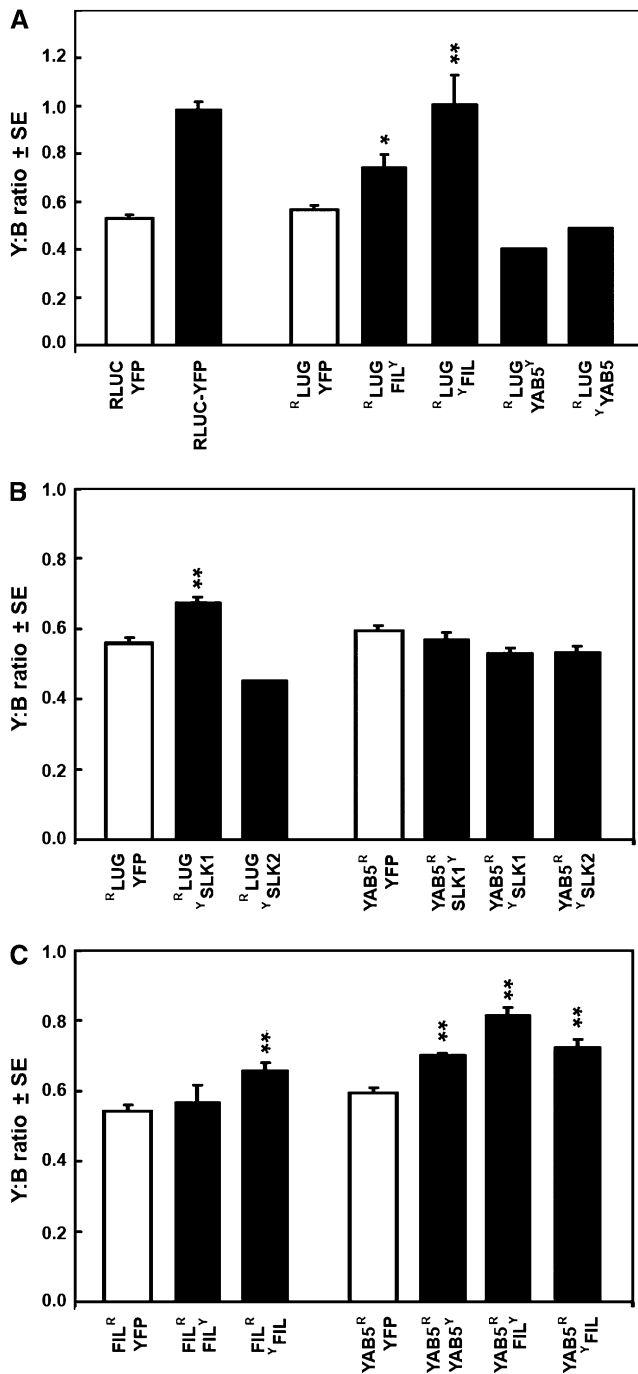 A
Y:B ratio ± SE
1.2
1.0
0.8
0.6
0.4
0.2
0.0
*
**
RLUC
YFP
RLUC-YFP
ᴿLUG
YFP
ᴿLUG
FILʸ
ᴿLUG
ʸFIL
ᴿLUG
YAB5ʸ
ᴿLUG
ʸYAB5
B
Y:B ratio ± SE
1.0
0.8
0.6
0.4
0.2
0.0
**
ᴿLUG
YFP
ᴿLUG
ʸSLK1
ᴿLUG
ʸSLK2
YAB5ᴿ
YFP
YAB5ᴿ
SLK1ʸ
YAB5ᴿ
ʸSLK1
YAB5ᴿ
ʸSLK2
C
Y:B ratio ± SE
1.0
0.8
0.6
0.4
0.2
0.0
**
**
**
**
FILᴿ
YFP
FILᴿ
FILʸ
FILᴿ
ʸFIL
YAB5ᴿ
YFP
YAB5ᴿ
YAB5ʸ
YAB5ᴿ
FILʸ
YAB5ᴿ
ʸFIL